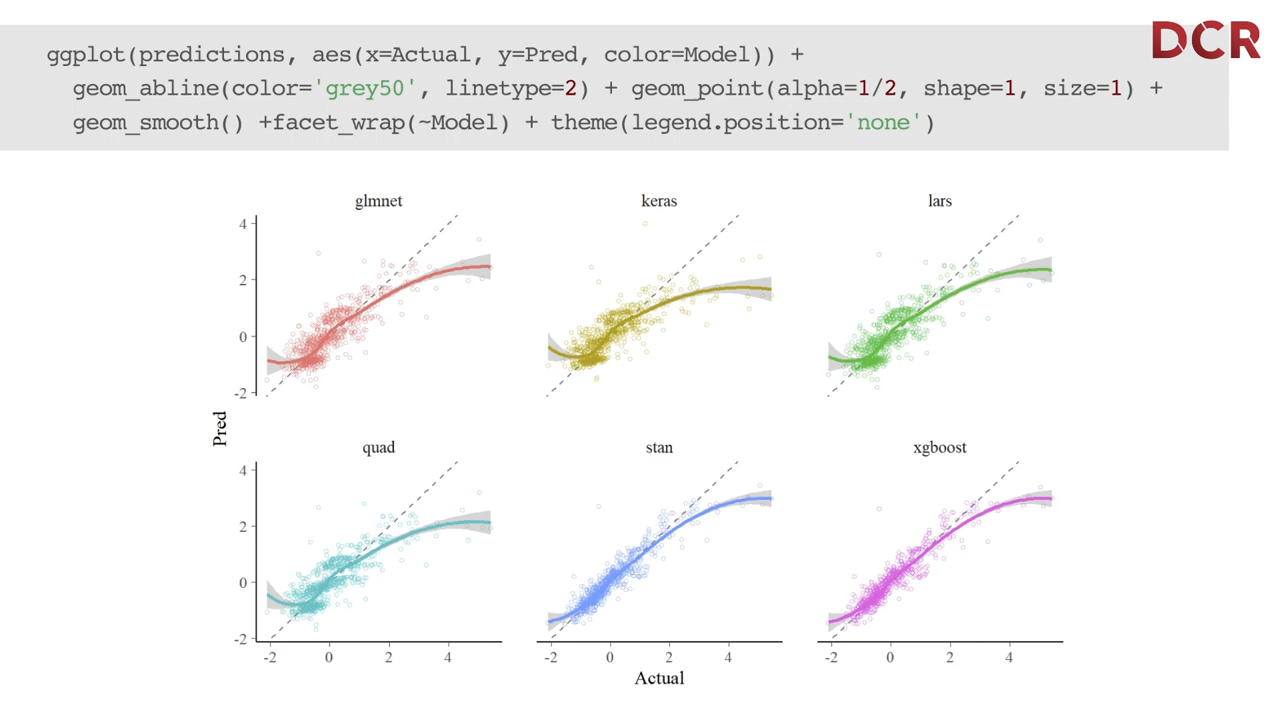 DCR
ggplot(predictions, aes(x=Actual, y=Pred, color=Model)) +
geom_abline(color='grey50', linetype=2) + geom_point(alpha=1/2, shape=1, size=1) +
geom_smooth() +facet_wrap(~Model) + theme(legend.position='none')
glmnet
keras
lars
4
2
0
-2
Pred
quad
stan
xgboost
4
2
0
-2
-2 0 2 4
-2 0 2 4
-2 0 2 4
Actual